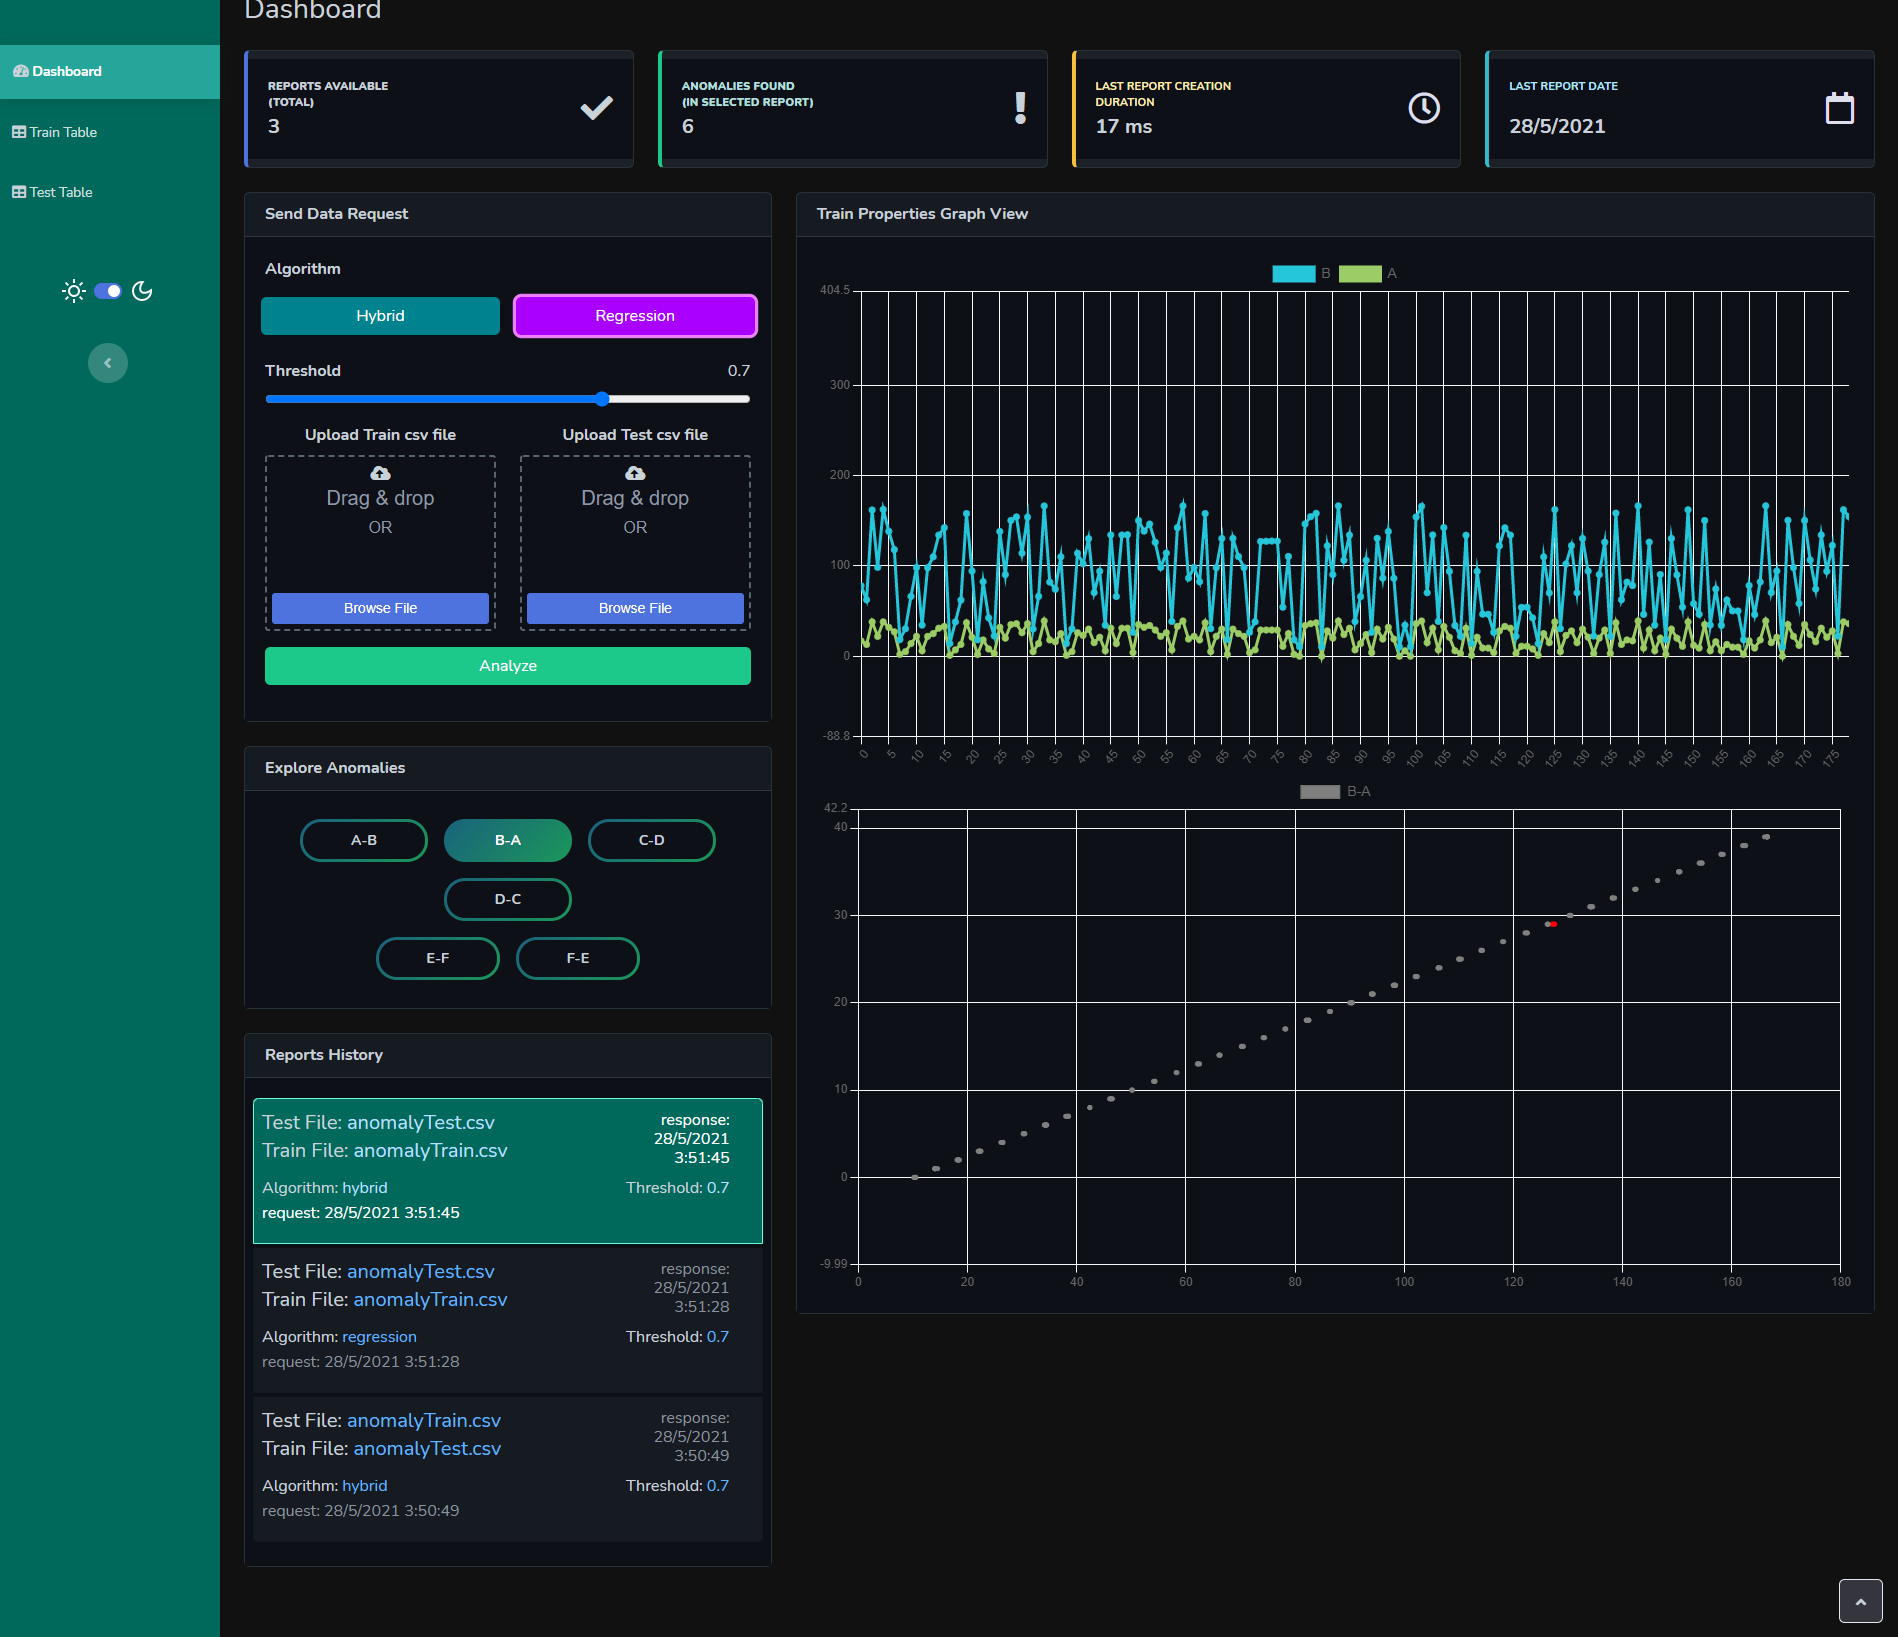 Dashboard
Dashboard
Train Table
Test Table
REPORTS AVAILABLE
(TOTAL)
3
ANOMALIES FOUND
(IN SELECTED REPORT)
6
LAST REPORT CREATION
DURATION
17 ms
LAST REPORT DATE
28/5/2021
Send Data Request
Algorithm
Hybrid
Regression
Threshold
0.7
Upload Train csv file
Drag & drop
OR
Browse File
Upload Test csv file
Drag & drop
OR
Browse File
Analyze
Explore Anomalies
A-B
B-A
C-D
D-C
E-F
F-E
Reports History
Test File: anomalyTest.csv
Train File: anomalyTrain.csv
response:
28/5/2021
3:51:45
Algorithm: hybrid
Threshold: 0.7
request: 28/5/2021 3:51:45
Test File: anomalyTest.csv
Train File: anomalyTrain.csv
response:
28/5/2021
3:51:28
Algorithm: regression
Threshold: 0.7
request: 28/5/2021 3:51:28
Test File: anomalyTrain.csv
Train File: anomalyTest.csv
response:
28/5/2021
3:50:49
Algorithm: hybrid
Threshold: 0.7
request: 28/5/2021 3:50:49
Train Properties Graph View
B A
404.5
300
200
100
0
-88.8
0 5 10 15 20 25 30 35 40 45 50 55 60 65 70 75 80 85 90 95 100 105 110 115 120 125 130 135 140 145 150 155 160 165 170 175
B-A
42.2
40
30
20
10
0
-9.99
0 20 40 60 80 100 120 140 160 180